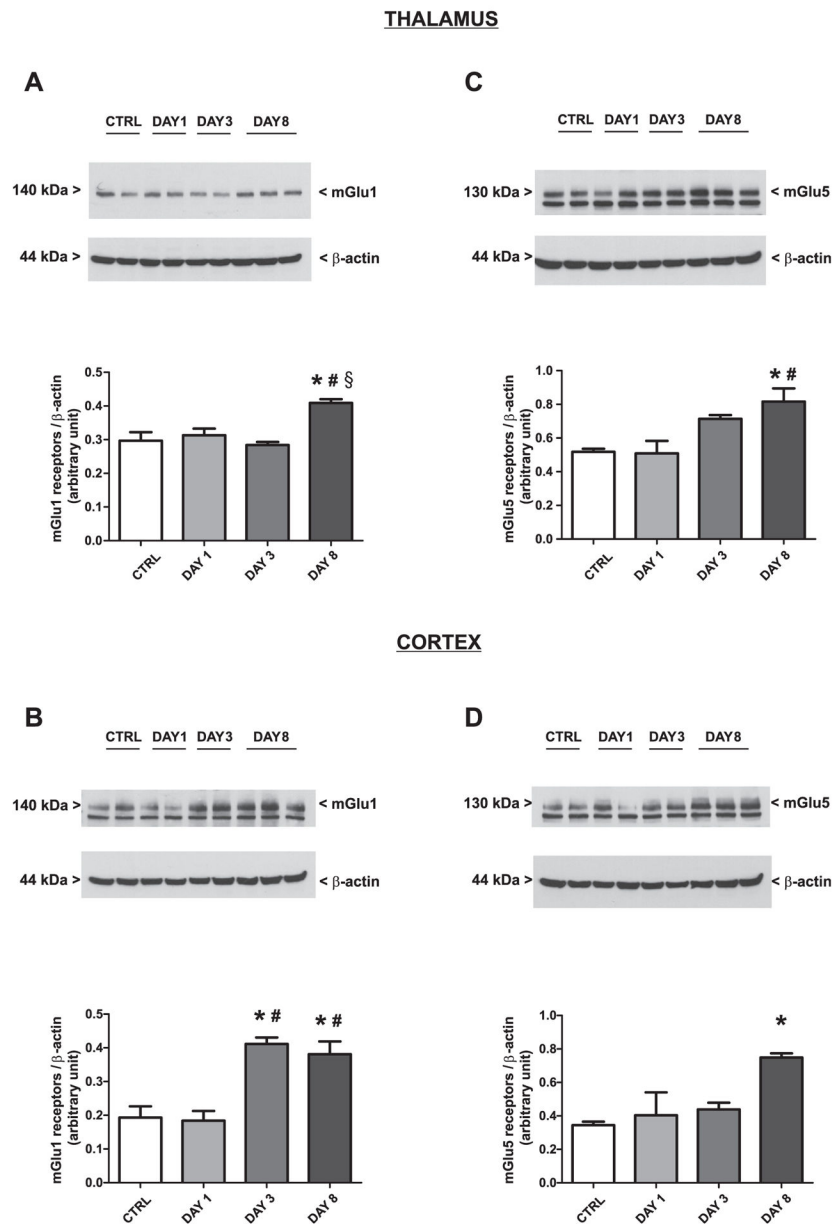 THALAMUS
A
CTRL DAY1 DAY3 DAY8
140 kDa > < mGlu1
44 kDa > < β-actin
mGlu1 receptors / β-actin
(arbitrary unit)
0.5
0.4
0.3
0.2
0.1
0.0
* # §
CTRL DAY 1 DAY 3 DAY 8
C
CTRL DAY1 DAY3 DAY8
130 kDa > < mGlu5
44 kDa > < β-actin
mGlu5 receptors / β-actin
(arbitrary unit)
1.0
0.8
0.6
0.4
0.2
0.0
* #
CTRL DAY 1 DAY 3 DAY 8
CORTEX
B
CTRL DAY1 DAY3 DAY8
140 kDa > < mGlu1
44 kDa > < β-actin
mGlu1 receptors / β-actin
(arbitrary unit)
0.5
0.4
0.3
0.2
0.1
0.0
* # * #
CTRL DAY 1 DAY 3 DAY 8
D
CTRL DAY1 DAY3 DAY8
130 kDa > < mGlu5
44 kDa > < β-actin
mGlu5 receptors / β-actin
(arbitrary unit)
1.0
0.8
0.6
0.4
0.2
0.0
*
CTRL DAY 1 DAY 3 DAY 8